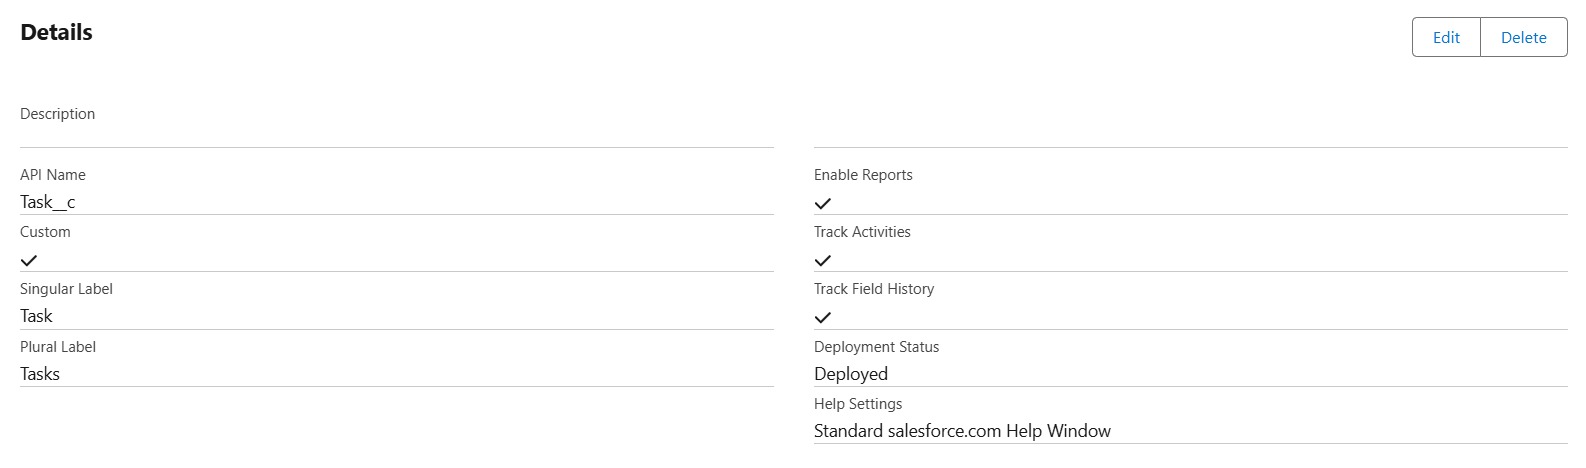 Details
Edit
Delete
Description
API Name
Task__c
Enable Reports
Custom
Track Activities
Singular Label
Task
Track Field History
Plural Label
Tasks
Deployment Status
Deployed
Help Settings
Standard salesforce.com Help Window